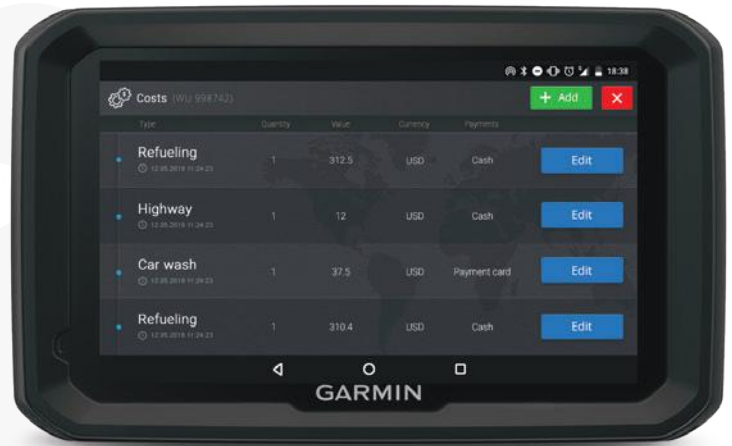 18:38
Costs (WU 998742)
+ Add
Type Quantity Value Currency Payments
Refueling 1 312.5 USD Cash Edit
Highway 1 12 USD Cash Edit
Car wash 1 37.5 USD Payment card Edit
Refueling 1 310.4 USD Cash Edit
GARMIN